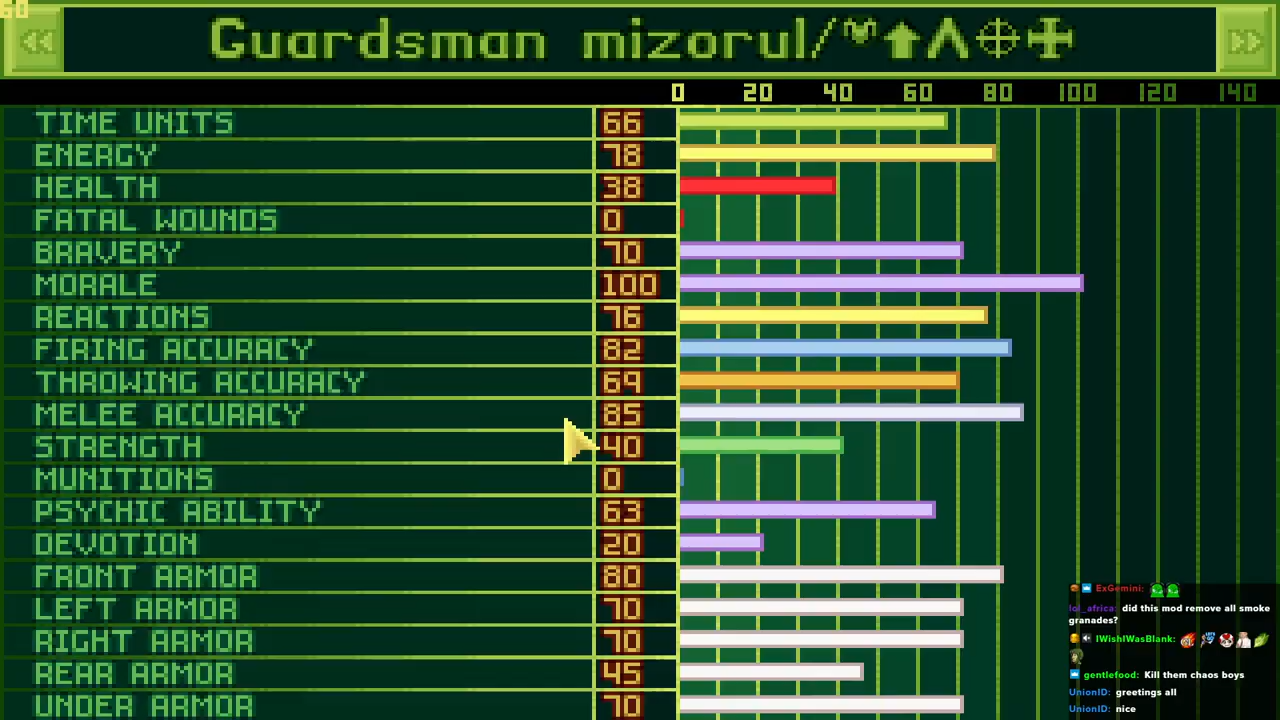 60
Guardsman mizorul/
0 20 40 60 80 100 120 140
TIME UNITS 66
ENERGY 78
HEALTH 38
FATAL WOUNDS 0
BRAVERY 70
MORALE 100
REACTIONS 76
FIRING ACCURACY 82
THROWING ACCURACY 69
MELEE ACCURACY 85
STRENGTH 40
MUNITIONS 0
PSYCHIC ABILITY 63
DEVOTION 20
FRONT ARMOR 80
LEFT ARMOR 70
RIGHT ARMOR 70
REAR ARMOR 45
UNDER ARMOR 70
ExGemini:
lol_africa: did this mod remove all smoke
granades?
IWishIWasBlank:
gentlefood: Kill them chaos boys
UnionID: greetings all
UnionID: nice